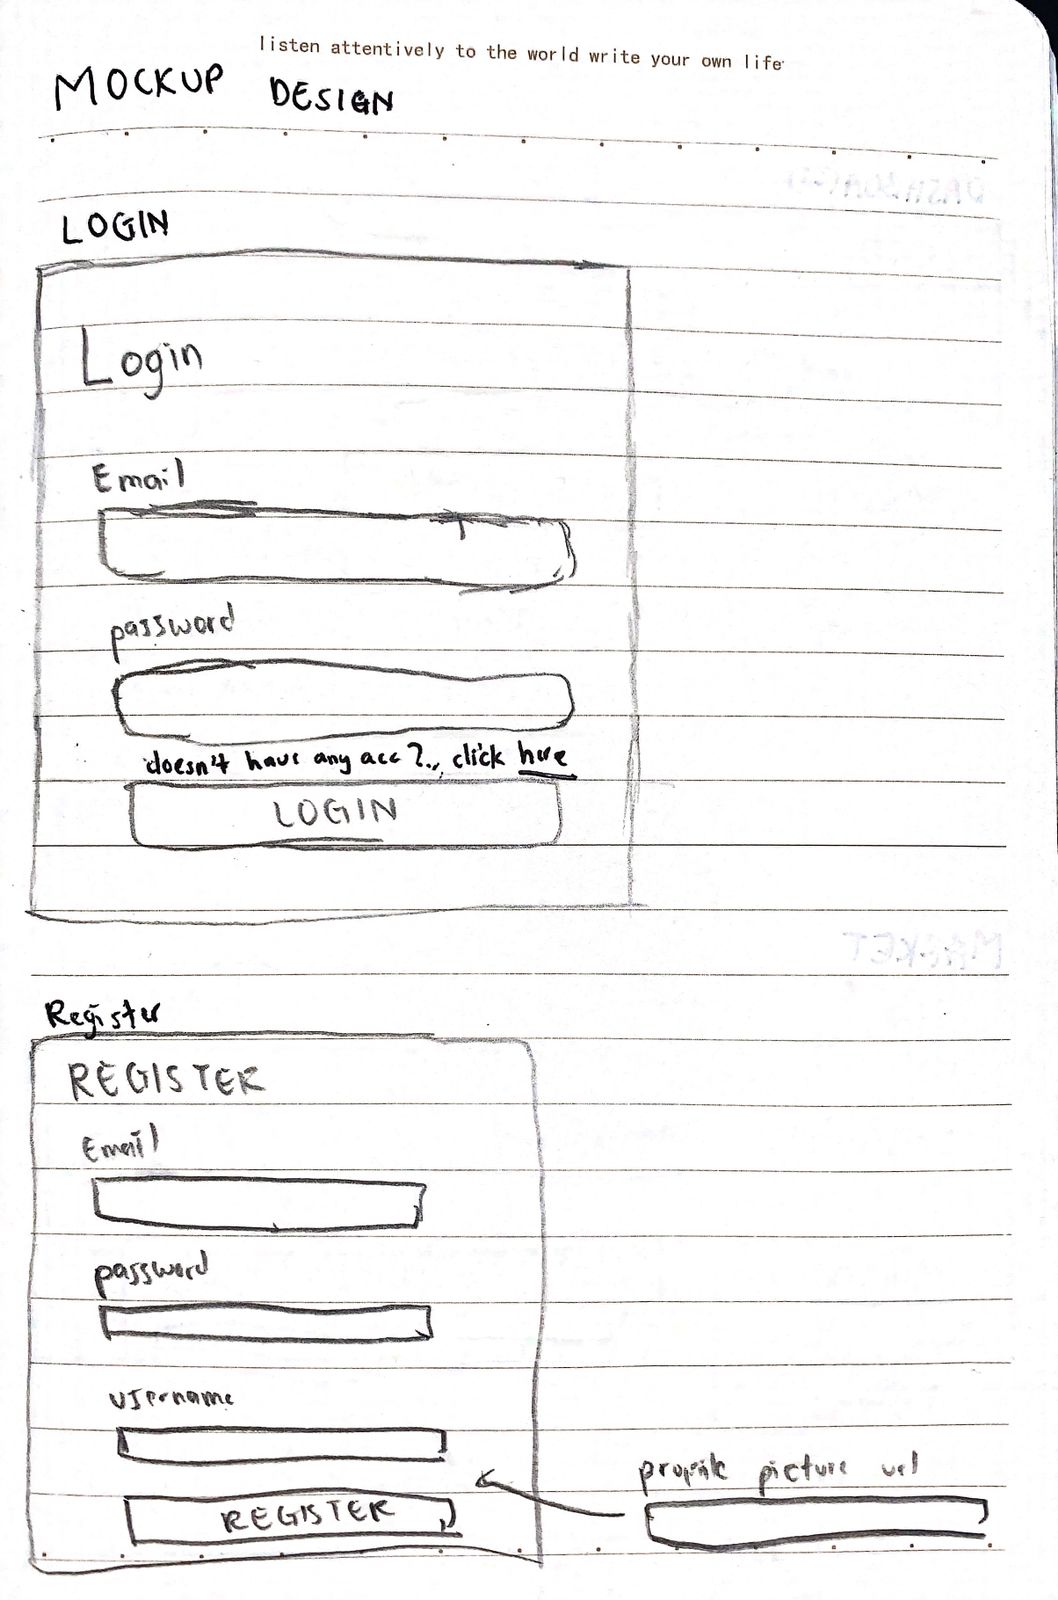 listen attentively to the world write your own life
MOCKUP DESIGN
LOGIN
Login
Email
password
doesn't have any acc?., click here
LOGIN
MARKET
Register
REGISTER
Email
password
username
profile picture url
REGISTER